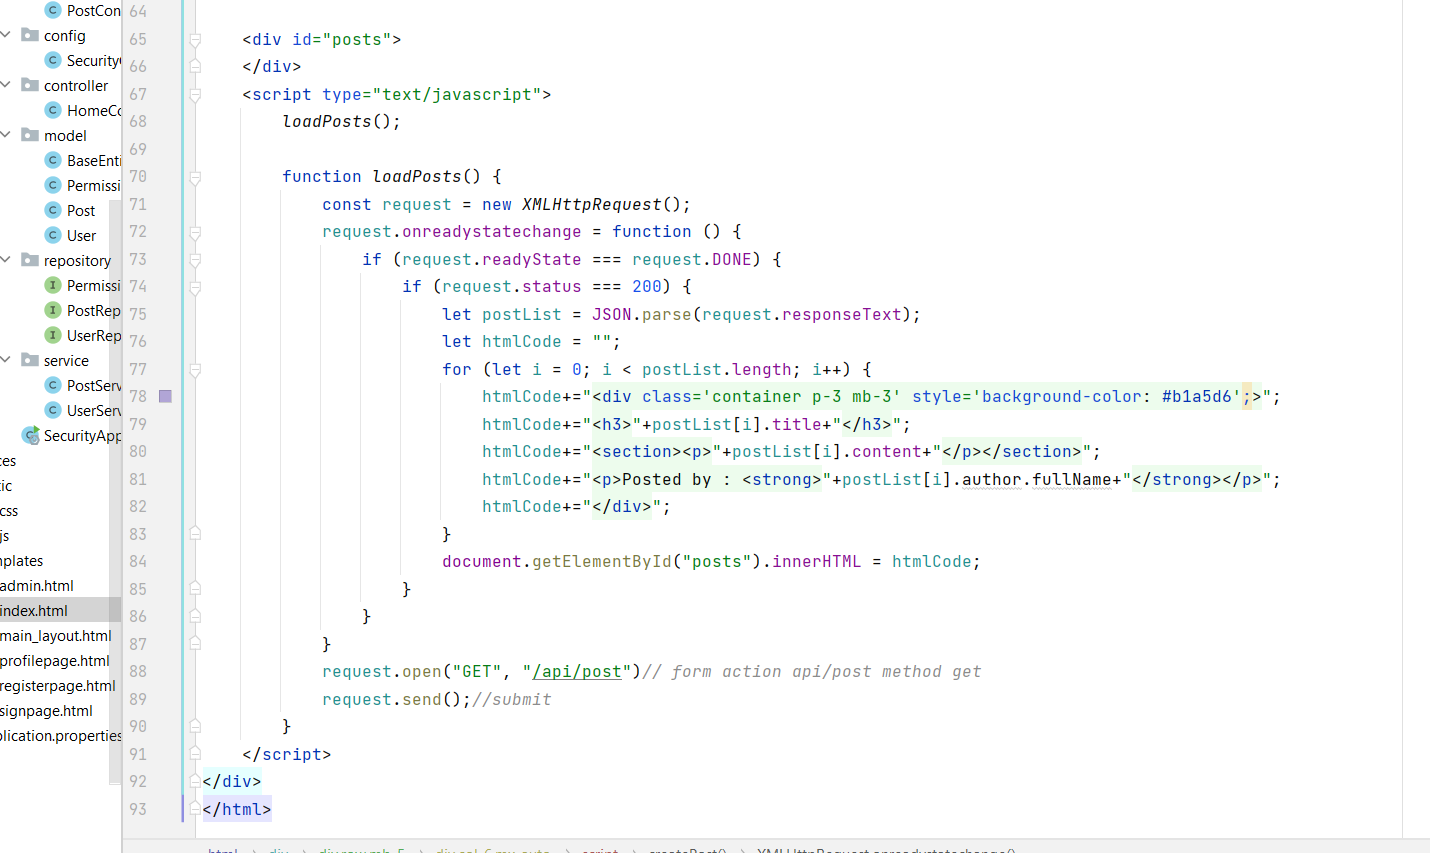 PostCon
config
Security
controller
HomeCo
model
BaseEnti
Permissi
Post
User
repository
Permissi
PostRep
UserRep
service
PostServ
UserServ
SecurityApp
ces
tic
css
js
nplates
admin.html
index.html
main_layout.html
profilepage.html
registerpage.html
signpage.html
plication.properties
64
65 <div id="posts">
66 </div>
67 <script type="text/javascript">
68 loadPosts();
69
70 function loadPosts() {
71 const request = new XMLHttpRequest();
72 request.onreadystatechange = function () {
73 if (request.readyState === request.DONE) {
74 if (request.status === 200) {
75 let postList = JSON.parse(request.responseText);
76 let htmlCode = "";
77 for (let i = 0; i < postList.length; i++) {
78 htmlCode+="<div class='container p-3 mb-3' style='background-color: #b1a5d6';>";
79 htmlCode+="<h3>"+postList[i].title+"</h3>";
80 htmlCode+="<section><p>"+postList[i].content+"</p></section>";
81 htmlCode+="<p>Posted by : <strong>"+postList[i].author.fullName+"</strong></p>";
82 htmlCode+="</div>";
83 }
84 document.getElementById("posts").innerHTML = htmlCode;
85 }
86 }
87 }
88 request.open("GET", "/api/post")// form action api/post method get
89 request.send();//submit
90 }
91 </script>
92 </div>
93 </html>